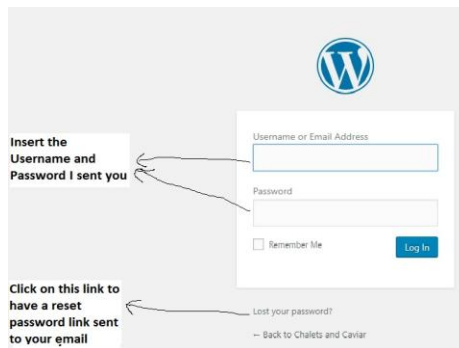 Username or Email Address
Insert the
Username and
Password I sent you
Password
Remember Me
Log In
Click on this link to
have a reset
password link sent
to your email
Lost your password?
← Back to Chalets and Caviar